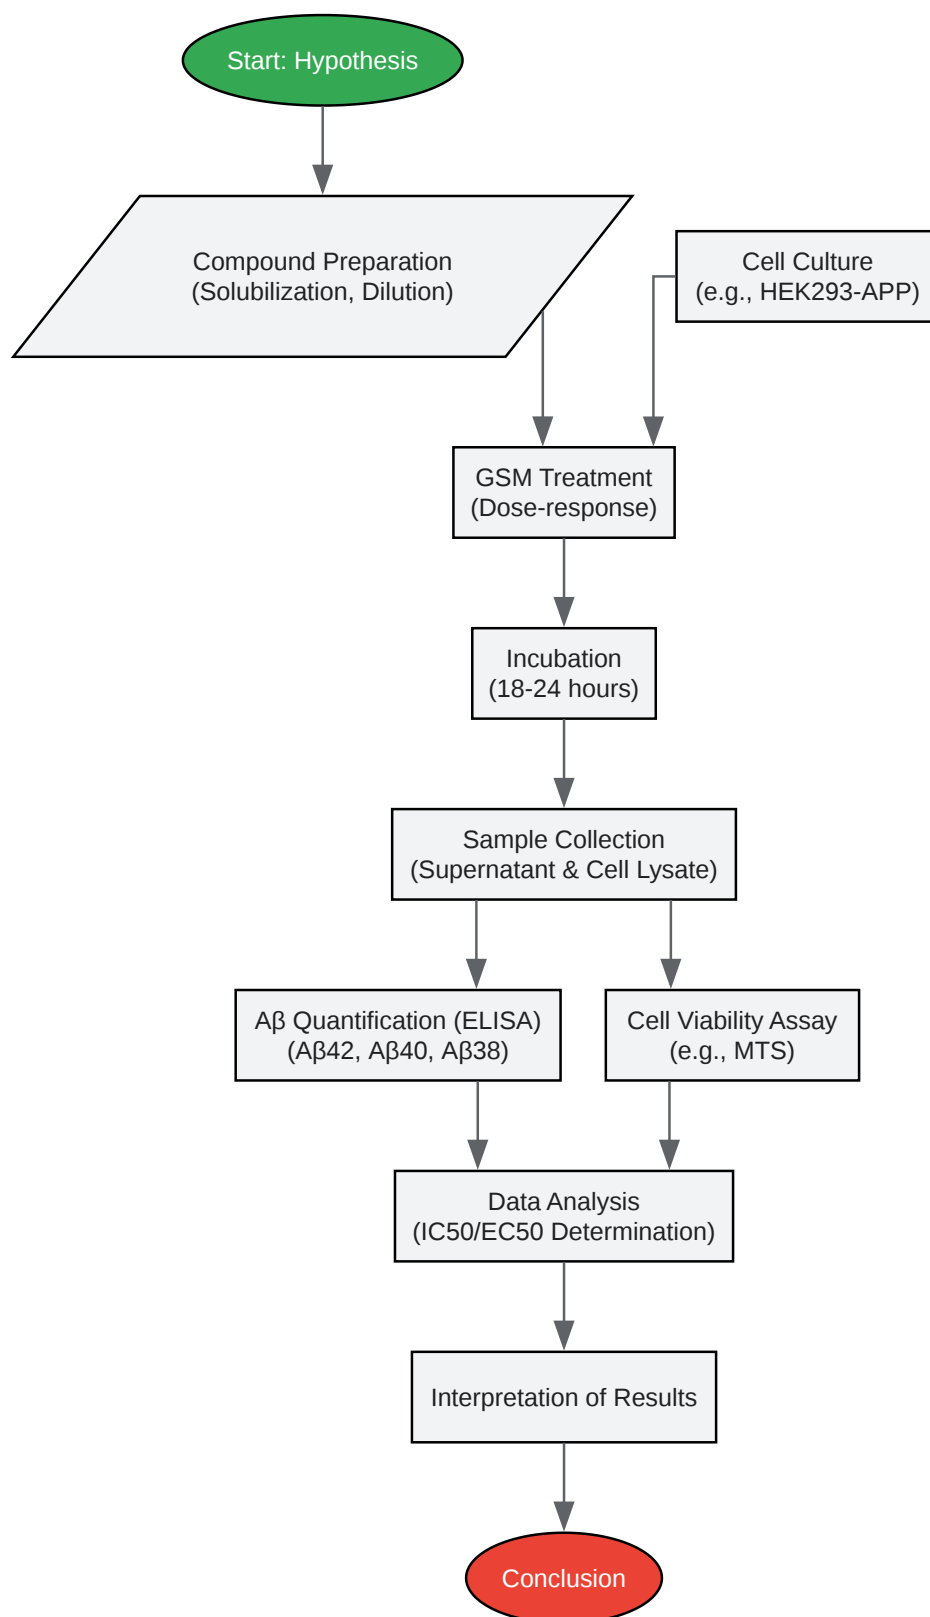 Start: Hypothesis
Compound Preparation
(Solubilization, Dilution)
Cell Culture
(e.g., HEK293-APP)
GSM Treatment
(Dose-response)
Incubation
(18-24 hours)
Sample Collection
(Supernatant & Cell Lysate)
Aβ Quantification (ELISA)
(Aβ42, Aβ40, Aβ38)
Cell Viability Assay
(e.g., MTS)
Data Analysis
(IC50/EC50 Determination)
Interpretation of Results
Conclusion